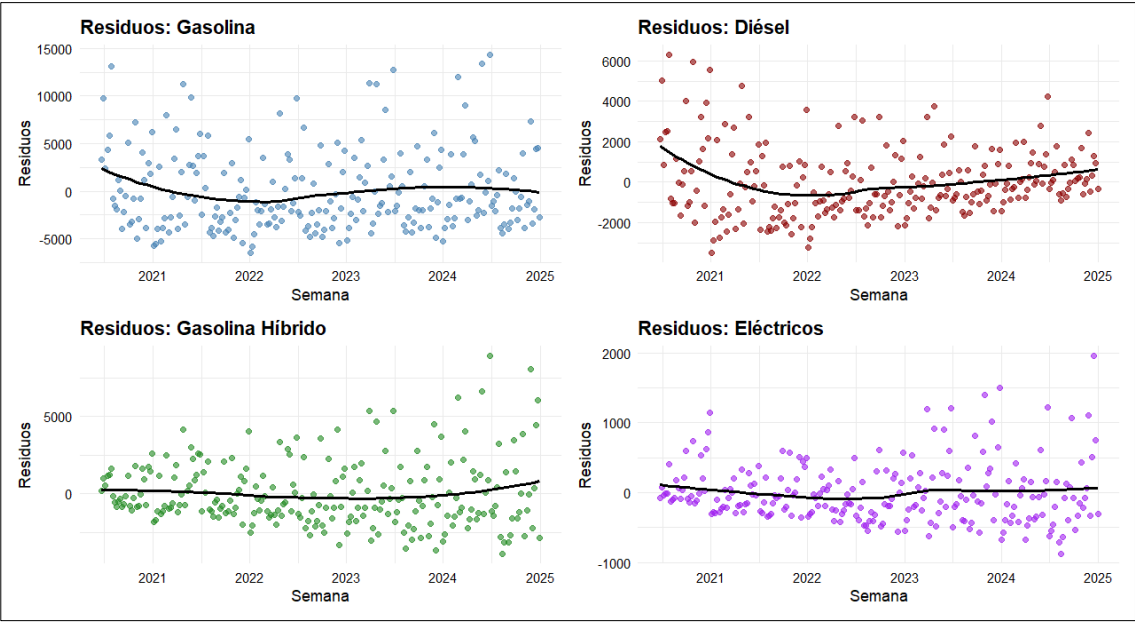 Residuos: Gasolina
Residuos
15000
10000
5000
0
-5000
2021 2022 2023 2024 2025
Semana
Residuos: Diésel
Residuos
6000
4000
2000
0
-2000
2021 2022 2023 2024 2025
Semana
Residuos: Gasolina Híbrido
Residuos
5000
0
2021 2022 2023 2024 2025
Semana
Residuos: Eléctricos
Residuos
2000
1000
0
-1000
2021 2022 2023 2024 2025
Semana